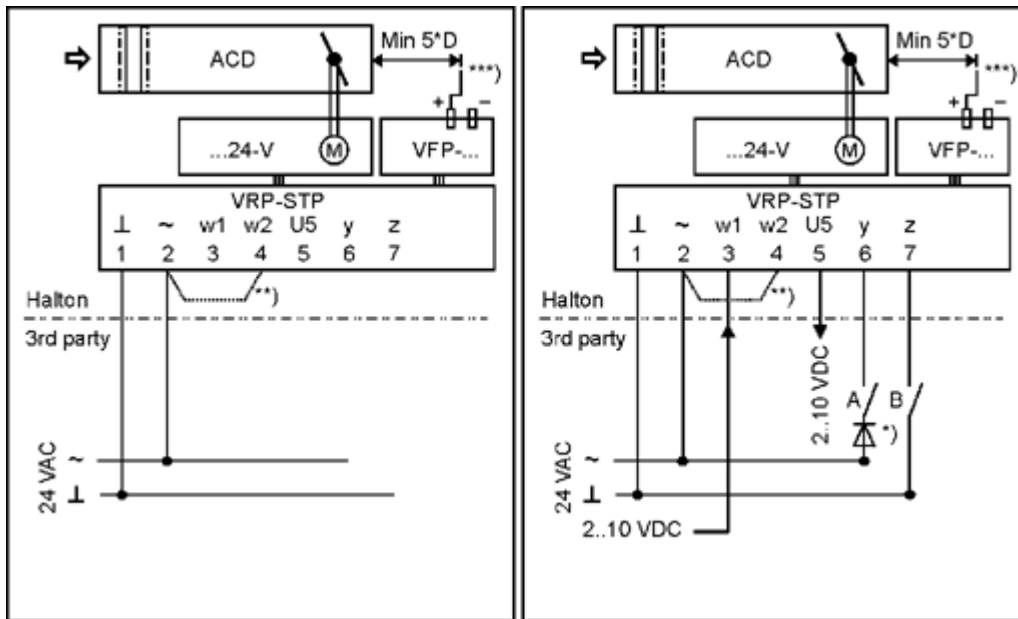 ACD
Min 5*D
***)
+ −
...24-V
M
VFP-...
VRP-STP
⊥ ~ w1 w2 U5 y z
1 2 3 4 5 6 7
**)
Halton
3rd party
24 VAC
~
⊥
ACD
Min 5*D
***)
+ −
...24-V
M
VFP-...
VRP-STP
⊥ ~ w1 w2 U5 y z
1 2 3 4 5 6 7
**)
Halton
3rd party
2..10 VDC
A B
*)
24 VAC
~
⊥
2..10 VDC